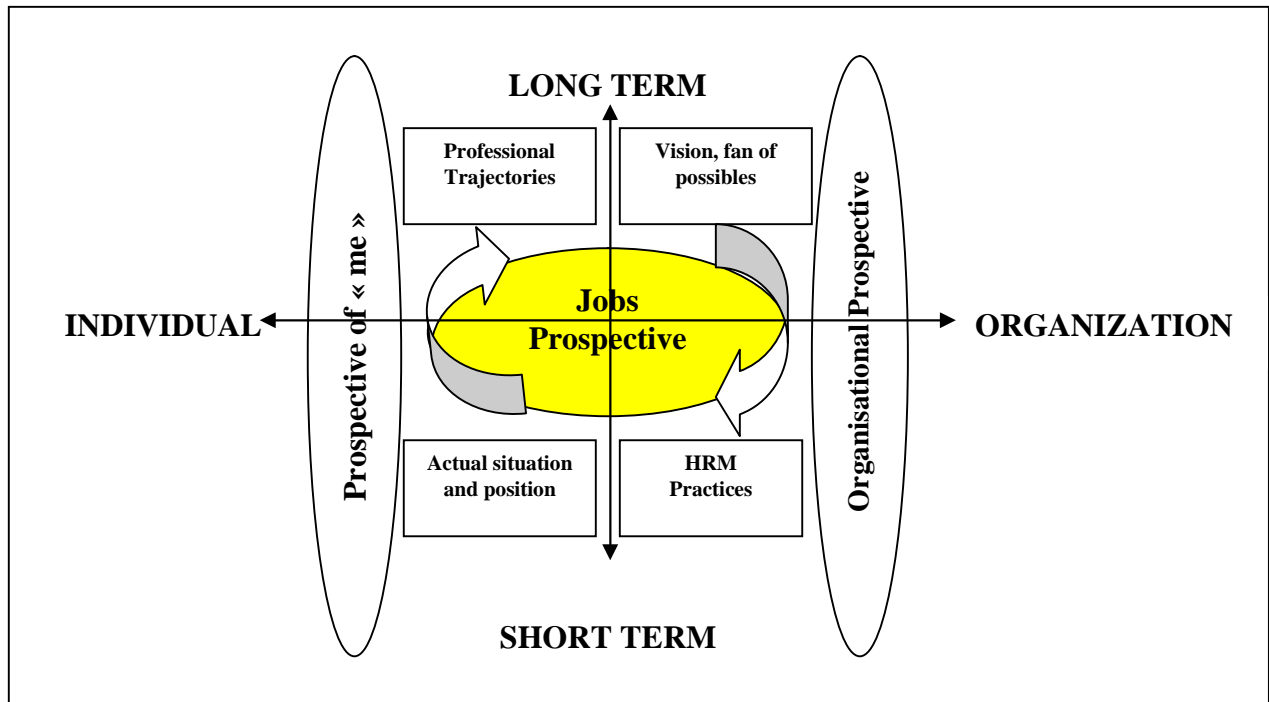 LONG TERM
Professional
Trajectories
Vision, fan of
possibles
Prospective of « me »
Organisational Prospective
INDIVIDUAL
Jobs
Prospective
ORGANIZATION
Actual situation
and position
HRM
Practices
SHORT TERM